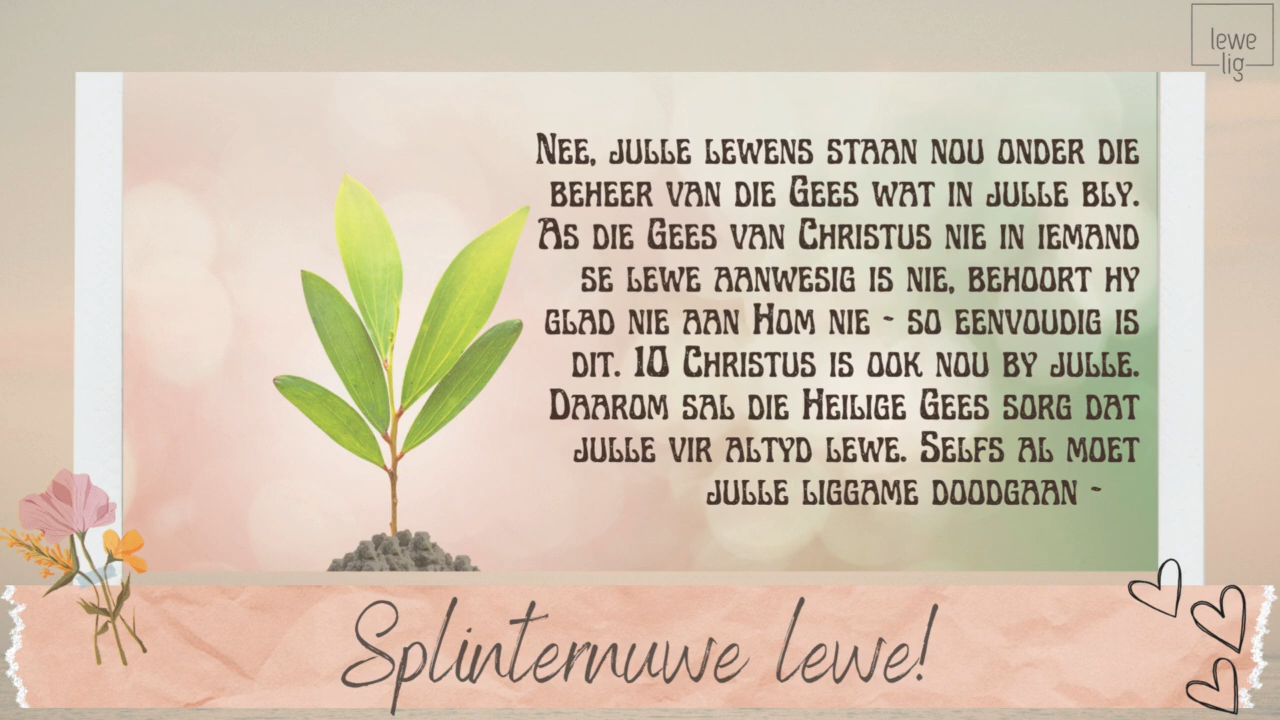 lewe
lig
Nee, julle lewens staan nou onder die
beheer van die Gees wat in julle bly.
As die Gees van Christus nie in iemand
se lewe aanwesig is nie, behoort hy
glad nie aan Hom nie - so eenvoudig is
dit. 10 Christus is ook nou by julle.
Daarom sal die Heilige Gees sorg dat
julle vir altyd lewe. Selfs al moet
julle liggame doodgaan -
Splinternuwe lewe!